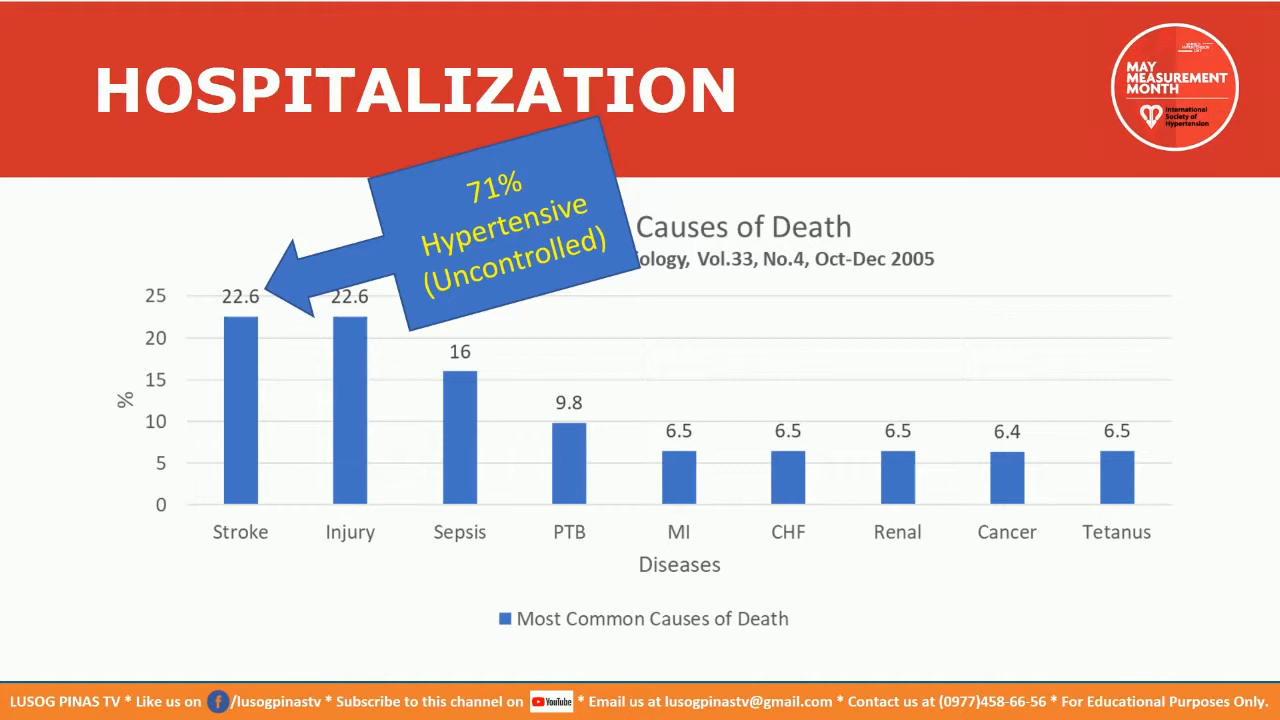 HOSPITALIZATION
MAY
MEASUREMENT
MONTH
International
Society of
Hypertension
71%
Hypertensive
(Uncontrolled)
Causes of Death
Vol.33, No.4, Oct-Dec 2005
25
20
15
10
5
0
%
22.6
22.6
16
9.8
6.5
6.5
6.5
6.4
6.5
Stroke Injury Sepsis PTB MI CHF Renal Cancer Tetanus
Diseases
Most Common Causes of Death
LUSOG PINAS TV * Like us on f /lusogpinastv * Subscribe to this channel on YouTube * Email us at lusogpinastv@gmail.com * Contact us at (0977)458-66-56 * For Educational Purposes Only.